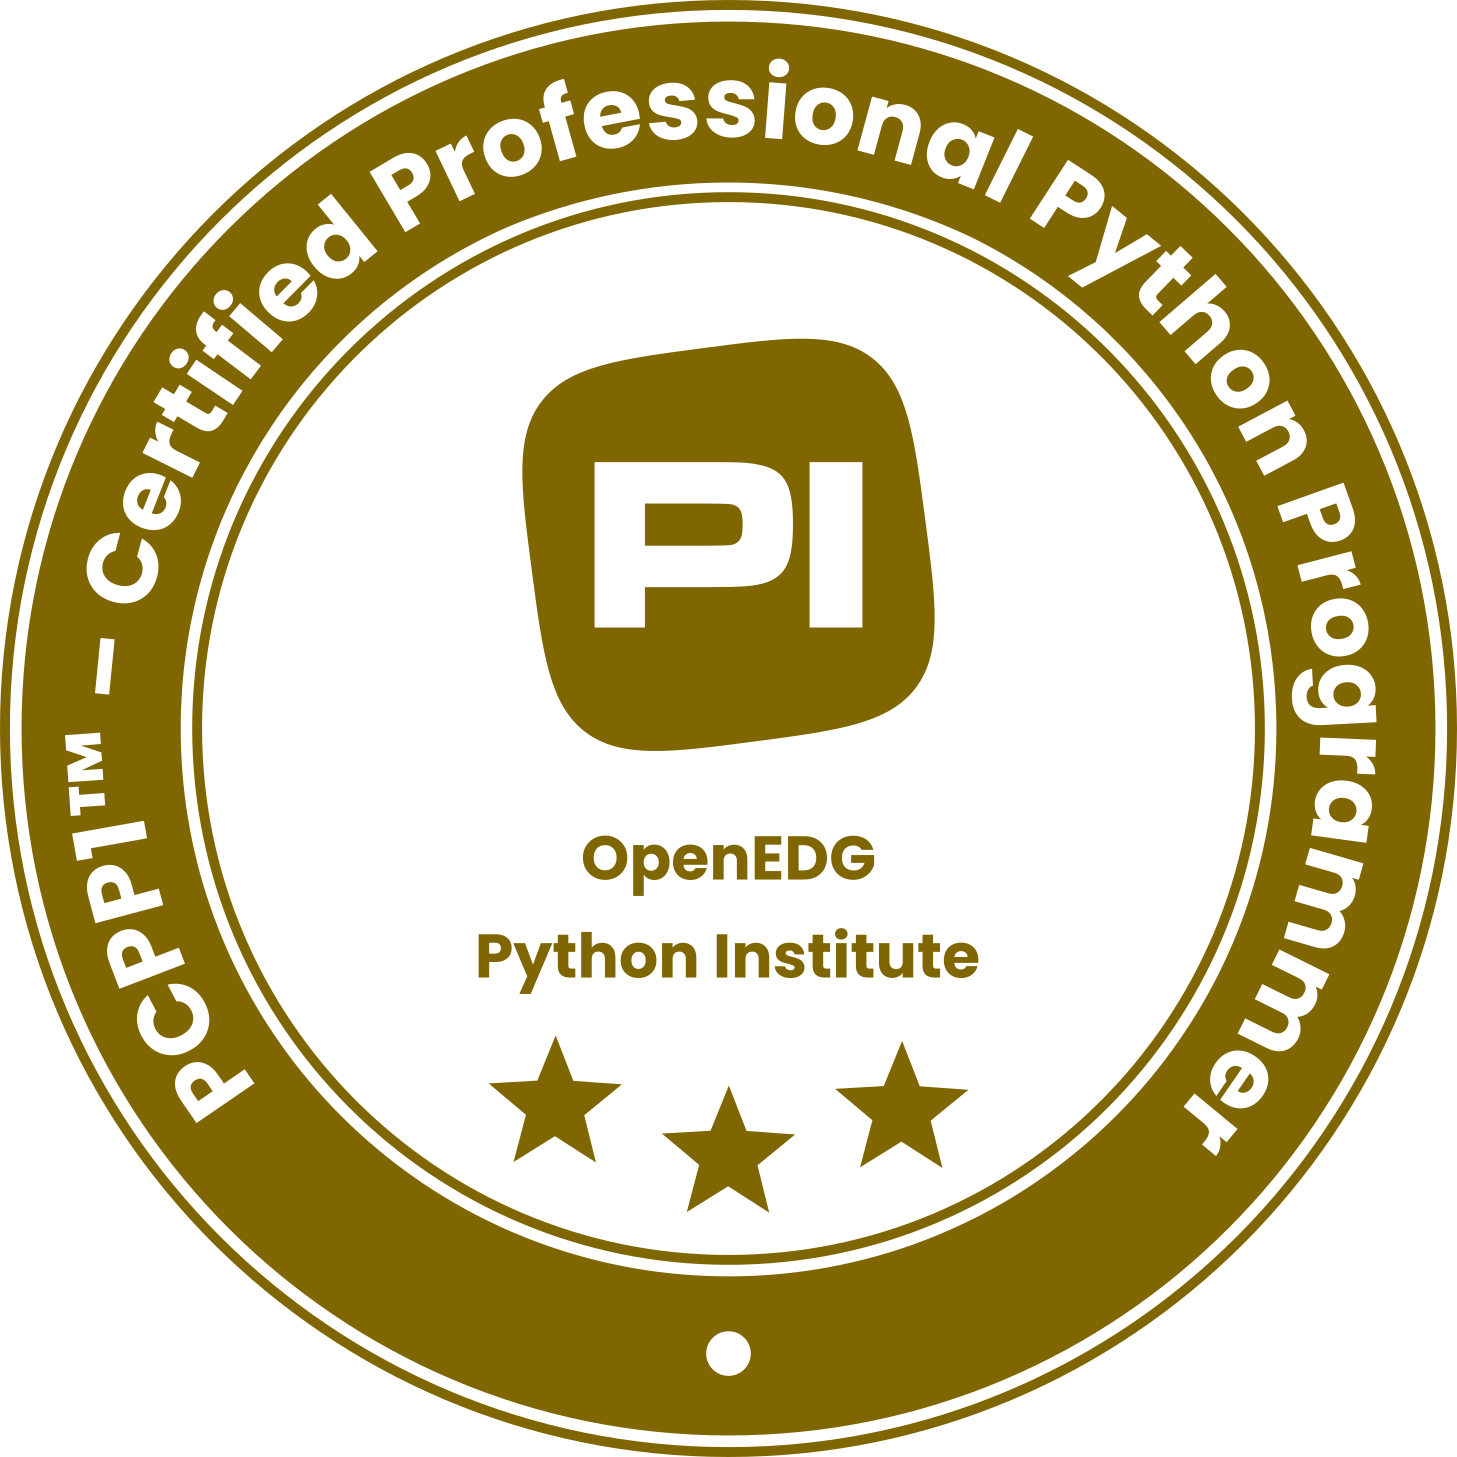 PCPP1™ – Certified Professional Python Programmer
PI
OpenEDG
Python Institute